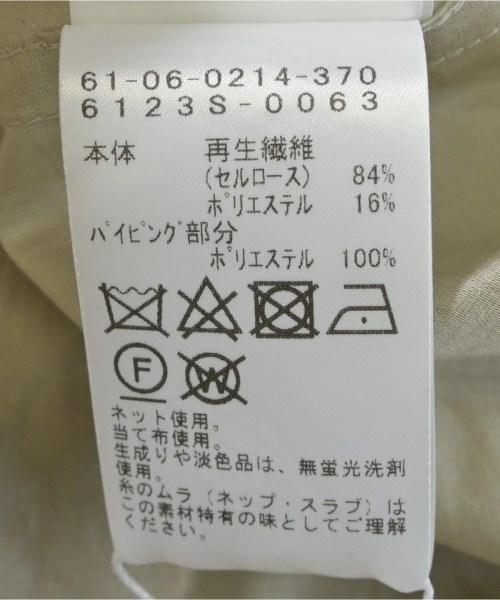 61-06-0214-370
6123S-0063
本体 再生繊維
(セルロース) 84%
ポリエステル 16%
パイピング部分
ポリエステル 100%
F W
ネット使用。
当て布使用。
生成りや淡色品は、無蛍光洗剤
使用。
糸のムラ（ネップ・スラブ）は
この素材特有の味としてご理解
ください。